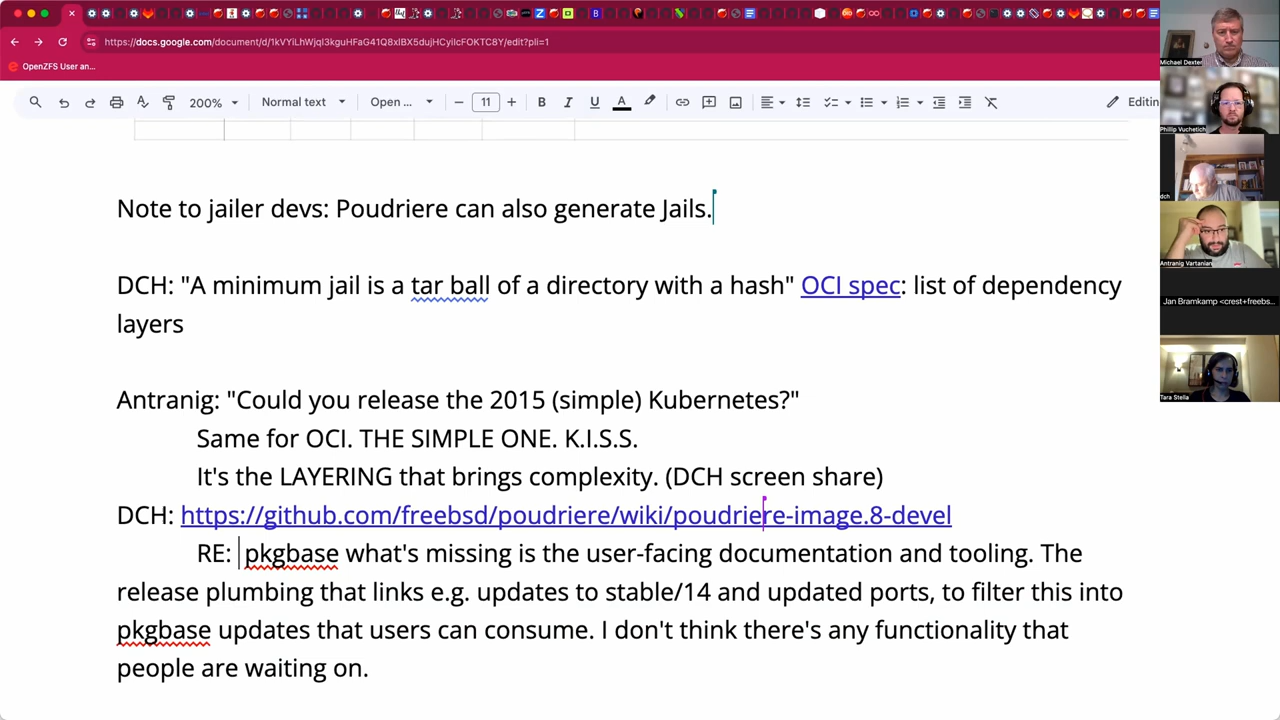 https://docs.google.com/document/d/1kVYiLhWjqI3kguHFaG41Q8xIBX5dujHCyiIcFOKTC8Y/edit?pli=1
OpenZFS User an...
200%
Normal text
Open ...
11
Editin
Note to jailer devs: Poudriere can also generate Jails.
DCH: "A minimum jail is a tar ball of a directory with a hash" OCI spec: list of dependency
layers
Antranig: "Could you release the 2015 (simple) Kubernetes?"
Same for OCI. THE SIMPLE ONE. K.I.S.S.
It's the LAYERING that brings complexity. (DCH screen share)
DCH: https://github.com/freebsd/poudriere/wiki/poudriere-image.8-devel
RE: pkgbase what's missing is the user-facing documentation and tooling. The
release plumbing that links e.g. updates to stable/14 and updated ports, to filter this into
pkgbase updates that users can consume. I don't think there's any functionality that
people are waiting on.
Michael Dexter
Phillip Vuchetich
dch
Antranig Vartanian
Jan Bramkamp <crest+freebs...
Tara Stella